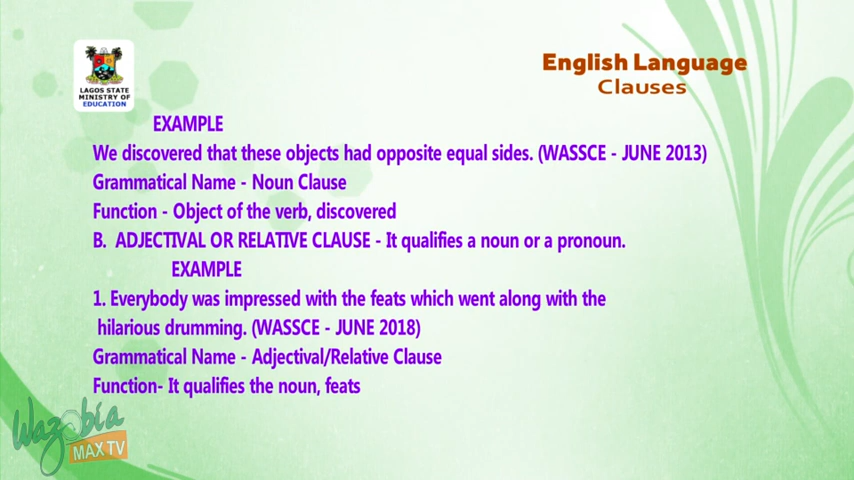 LAGOS STATE
MINISTRY OF
EDUCATION
English Language
Clauses
EXAMPLE
We discovered that these objects had opposite equal sides. (WASSCE - JUNE 2013)
Grammatical Name - Noun Clause
Function - Object of the verb, discovered
B. ADJECTIVAL OR RELATIVE CLAUSE - It qualifies a noun or a pronoun.
EXAMPLE
1. Everybody was impressed with the feats which went along with the
hilarious drumming. (WASSCE - JUNE 2018)
Grammatical Name - Adjectival/Relative Clause
Function- It qualifies the noun, feats
Wazobia
MAX TV